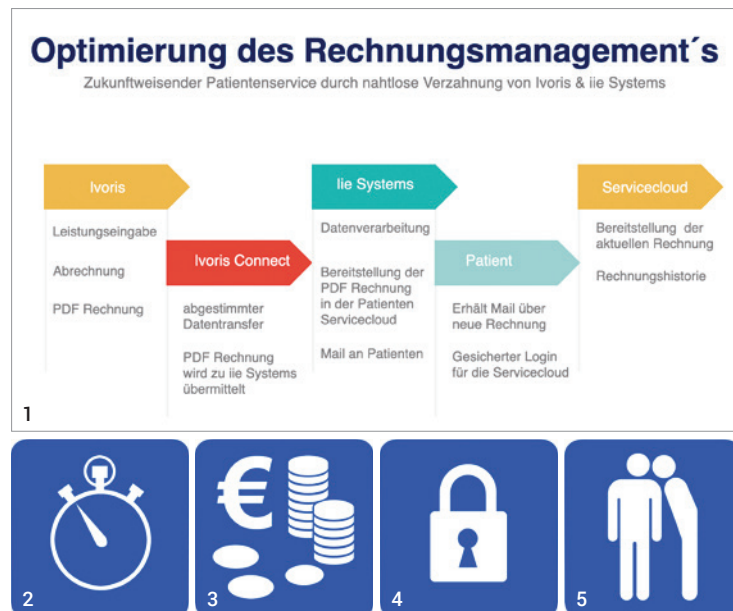 Optimierung des Rechnungsmanagement´s
Zukunftweisender Patientenservice durch nahtlose Verzahnung von Ivoris & iie Systems
Ivoris
Leistungseingabe
Abrechnung
PDF Rechnung
Ivoris Connect
abgestimmter
Datentransfer
PDF Rechnung
wird zu iie Systems
übermittelt
Iie Systems
Datenverarbeitung
Bereitstellung der
PDF Rechnung
in der Patienten
Servicecloud
Mail an Patienten
Patient
Erhält Mail über
neue Rechnung
Gesicherter Login
für die Servicecloud
Servicecloud
Bereitstellung der
aktuellen Rechnung
Rechnungshistorie
1
2
€
3
4
5